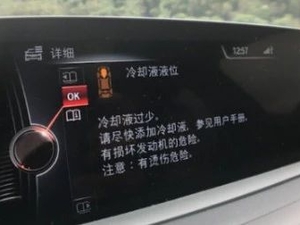 详细
12:57
冷却液液位
OK
冷却液过少。
请尽快添加冷却液，参见用户手册.
有损坏发动机的危险。
注意：有烫伤危险。